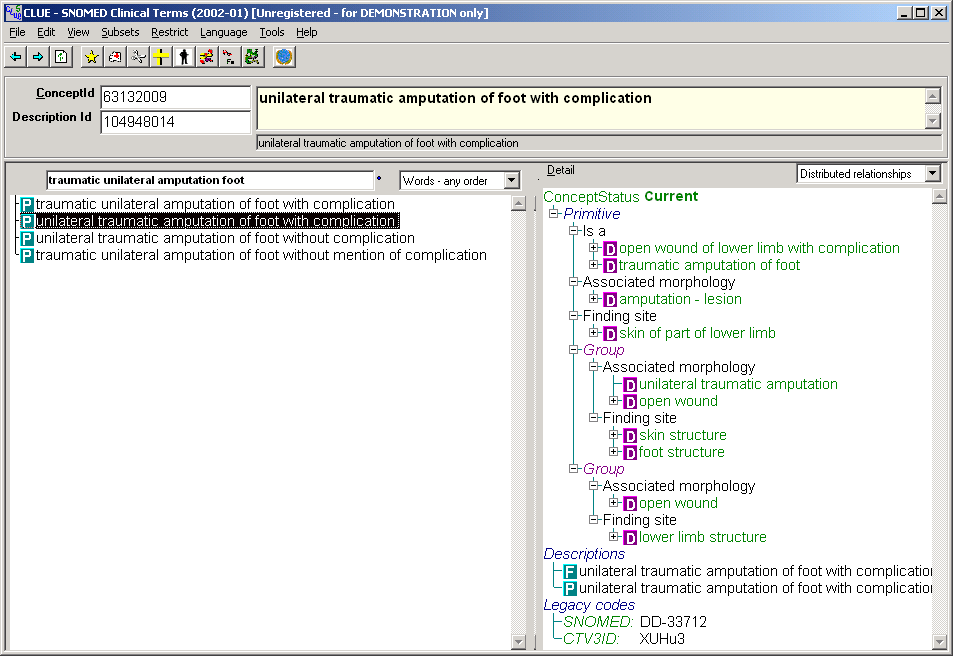 CLUE - SNOMED Clinical Terms (2002-01) [Unregistered - for DEMONSTRATION only]
File Edit View Subsets Restrict Language Tools Help
ConceptId 63132009
unilateral traumatic amputation of foot with complication
Description Id 104948014
unilateral traumatic amputation of foot with complication
traumatic unilateral amputation foot
Words - any order
P traumatic unilateral amputation of foot with complication
P unilateral traumatic amputation of foot with complication
P unilateral traumatic amputation of foot without complication
P traumatic unilateral amputation of foot without mention of complication
Detail
Distributed relationships
ConceptStatus Current
Primitive
Is a
D open wound of lower limb with complication
D traumatic amputation of foot
Associated morphology
D amputation - lesion
Finding site
D skin of part of lower limb
Group
Associated morphology
D unilateral traumatic amputation
D open wound
Finding site
D skin structure
D foot structure
Group
Associated morphology
D open wound
Finding site
D lower limb structure
Descriptions
F unilateral traumatic amputation of foot with complication
P unilateral traumatic amputation of foot with complication
Legacy codes
SNOMED: DD-33712
CTV3ID: XUHu3